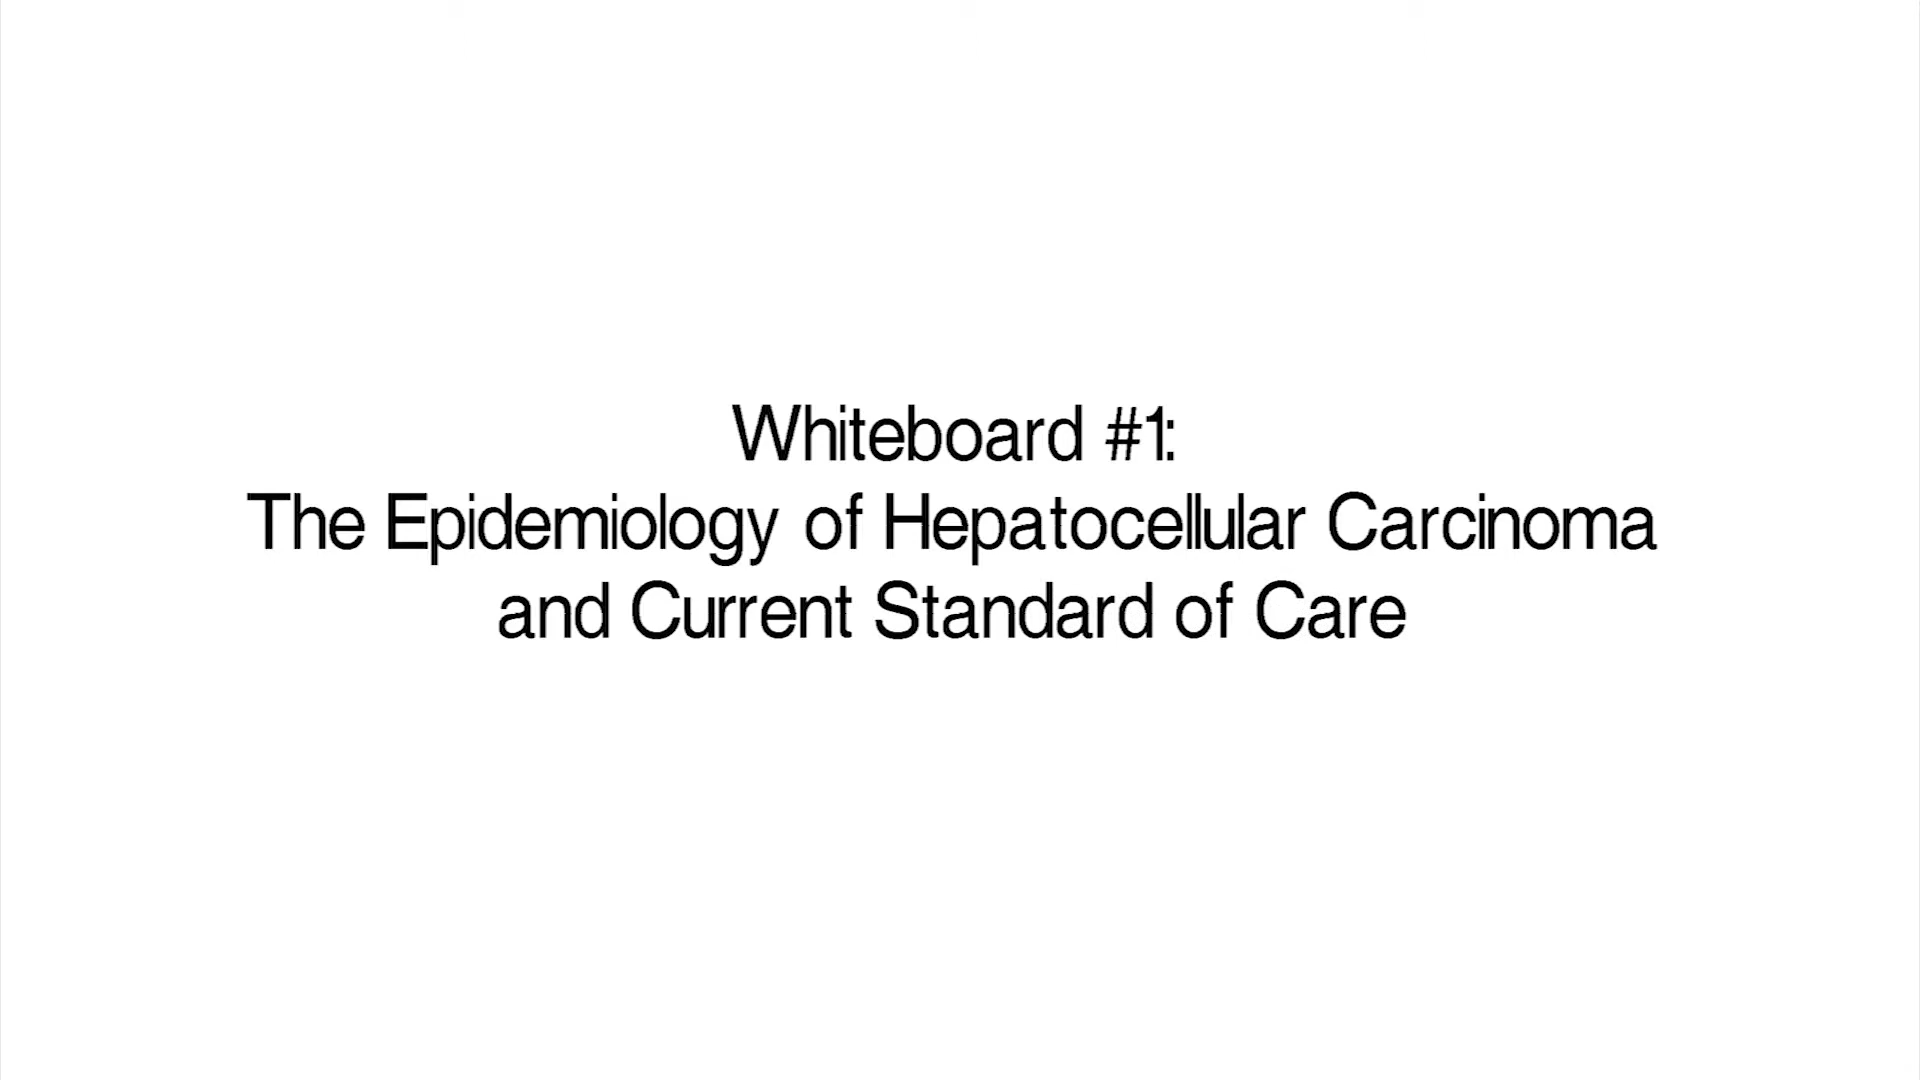 Whiteboard #1:
The Epidemiology of Hepatocellular Carcinoma
and Current Standard of Care